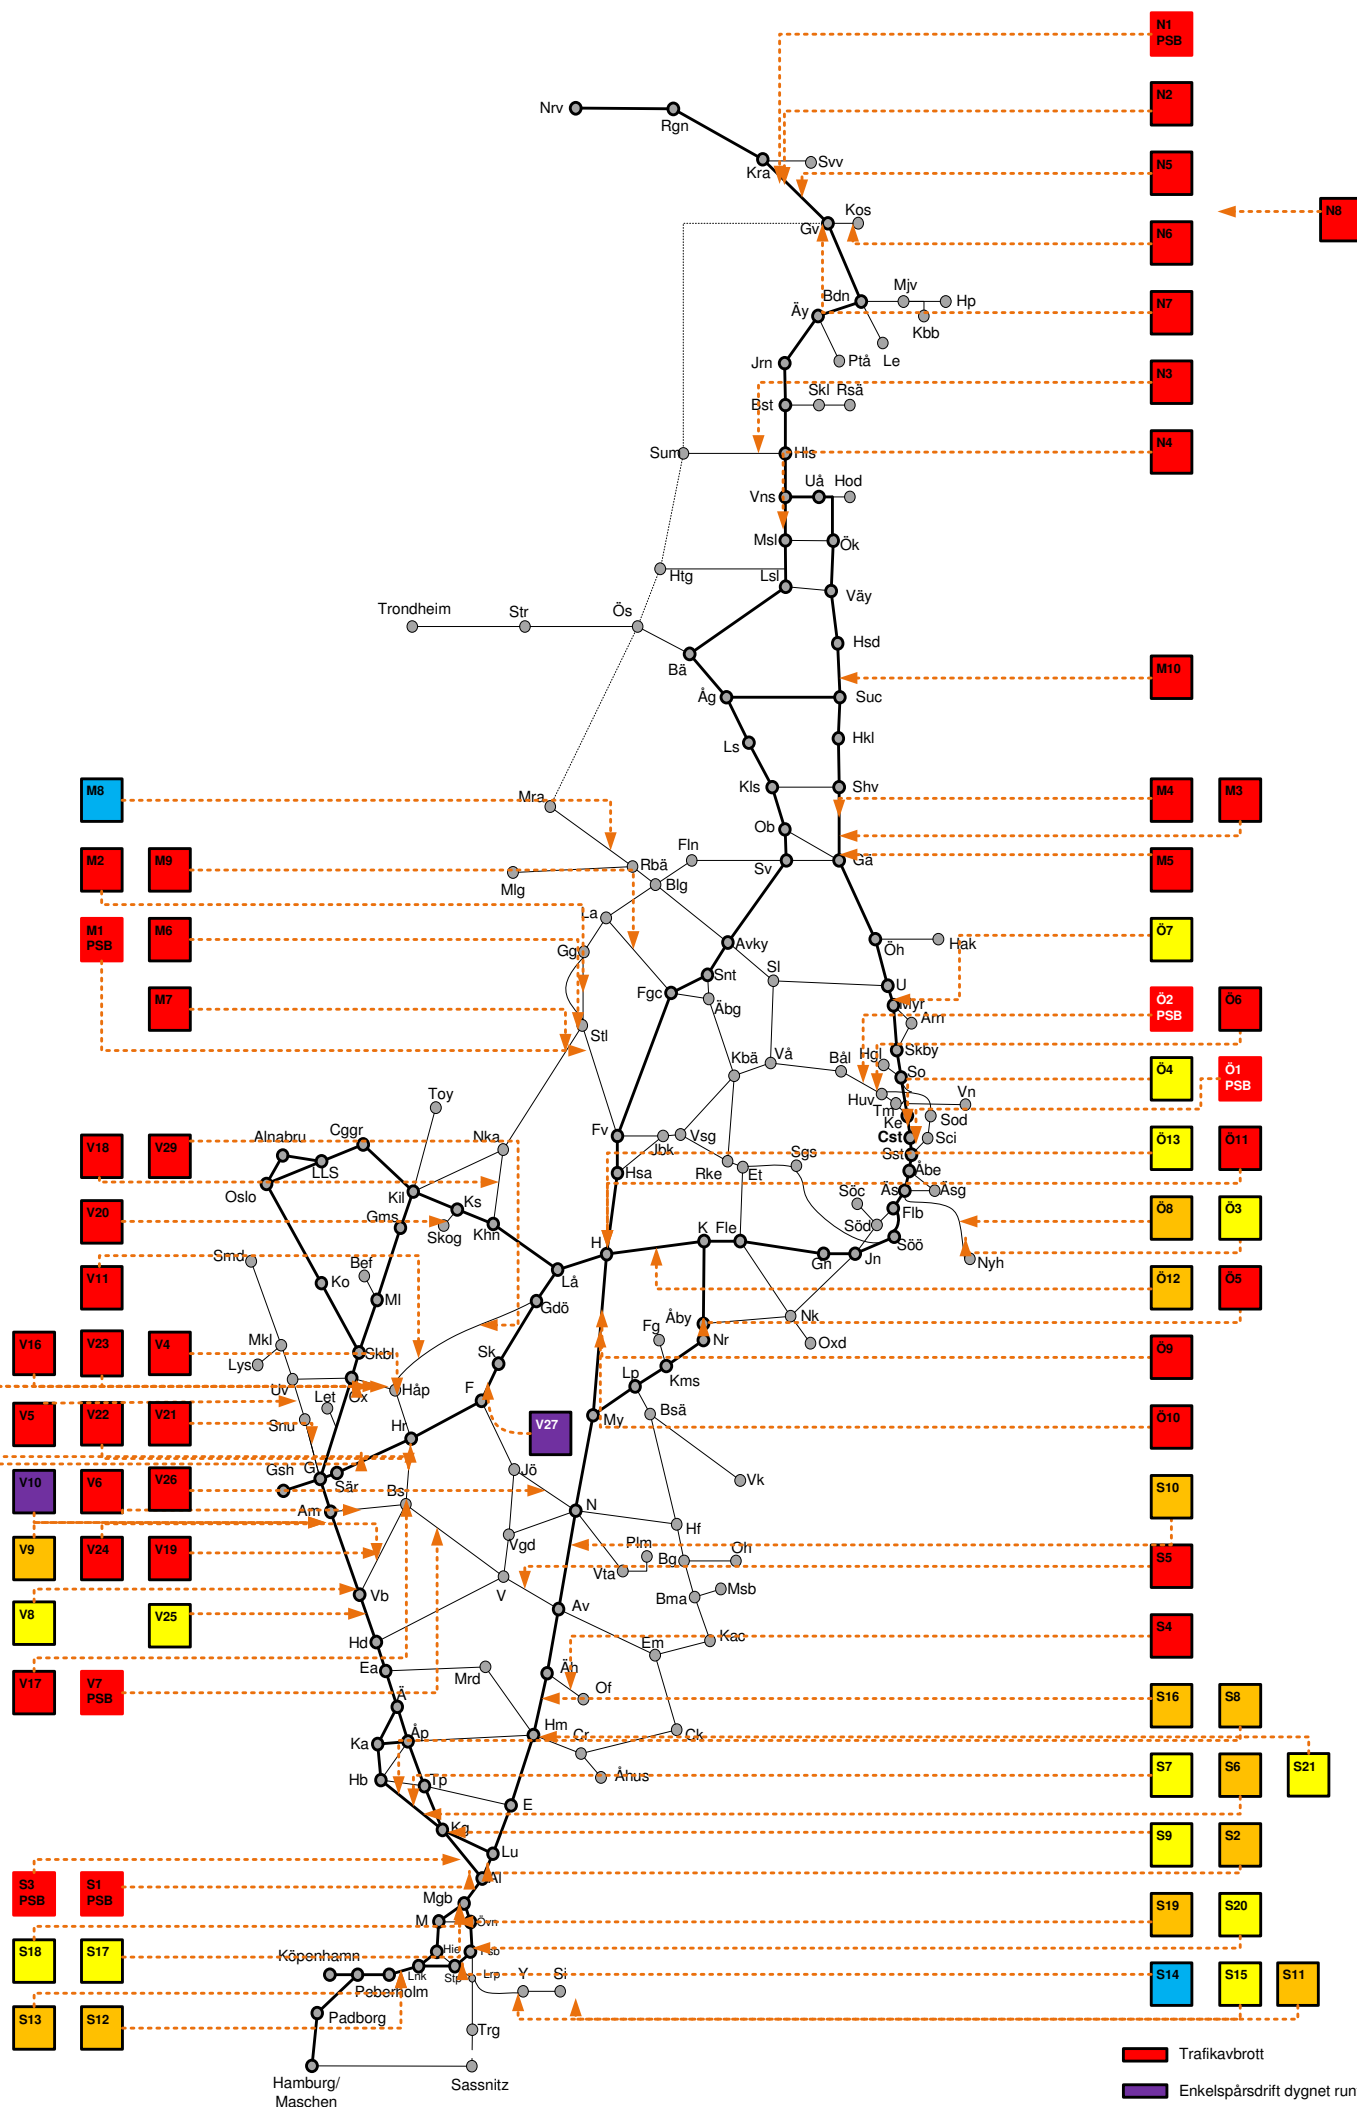 N1
PSB
N2
Nrv
Rgn
N5
Kra
Svv
N8
Kos
Gv
N6
Mjv
Bdn
Hp
Äy
Kbb
N7
Ptå
Le
Jrn
N3
Skl
Rsä
Bst
N4
Sum
Hls
Uå
Hod
Vns
Msl
Ök
Htg
Lsl
Väy
Trondheim
Str
Ös
Hsd
Bä
M10
Åg
Suc
Ls
Hkl
M8
Kls
Shv
M4
M3
Mra
Ob
Fln
M2
M9
Rbä
Sv
Gä
M5
Mlg
Blg
La
M1
PSB
M6
Gg
Avky
Öh
Hak
Ö7
Snt
Sl
U
Fgc
Äbg
Myr
Ö2
PSB
Ö6
M7
Stl
Arn
Skby
Kbä
Vå
Bål
Hgl
So
Ö4
Ö1
PSB
Toy
Huv
Vn
Tm
Ke
Sod
Alnabru
Cggr
Nka
Fv
Jbk
Vsg
Cst
Sci
Ö13
Ö11
V18
V29
LLS
Sst
Hsa
Rke
Et
Sgs
Åbe
Oslo
Kil
Äs
Åsg
V20
Gms
Ks
Skog
Khn
Söc
Söd
Flb
Ö8
Ö3
Smd
Bef
H
K
Fle
Söö
Gn
Jn
Nyh
V11
Ko
Ml
Lå
Gdö
Ö12
Ö5
V16
V23
V4
Mkl
Lys
Skbl
Sk
Fg
Åby
Nk
Nr
Oxd
Ö9
Uv
Ox
Håp
Lp
Kms
V5
V22
V21
Let
Snu
F
Hr
V27
My
Bsä
Ö10
V10
V6
V26
Gsh
G
Sär
Jö
Vk
S10
Am
Bs
N
V9
V24
V19
Vgd
Hf
Plm
Bg
Oh
S5
Vb
V
Vta
Msb
Bma
V8
V25
Av
Hd
Em
Kac
S4
V17
V7
PSB
Ea
Mrd
Äh
Of
S16
S8
Ä
Hm
Cr
Ck
Ka
Åp
Hb
Tp
Åhus
S7
S6
S21
E
Kg
S9
S2
S3
PSB
S1
PSB
Lu
Al
Mgb
S19
S20
M
Övn
S18
S17
Köpenhamn
Hie
Fsb
Peberholm
Lnk
Stp
Lrp
Y
Si
S14
S15
S11
S13
S12
Padborg
Trg
Trafikavbrott
Hamburg/
Maschen
Sassnitz
Enkelspårsdrift dygnet run